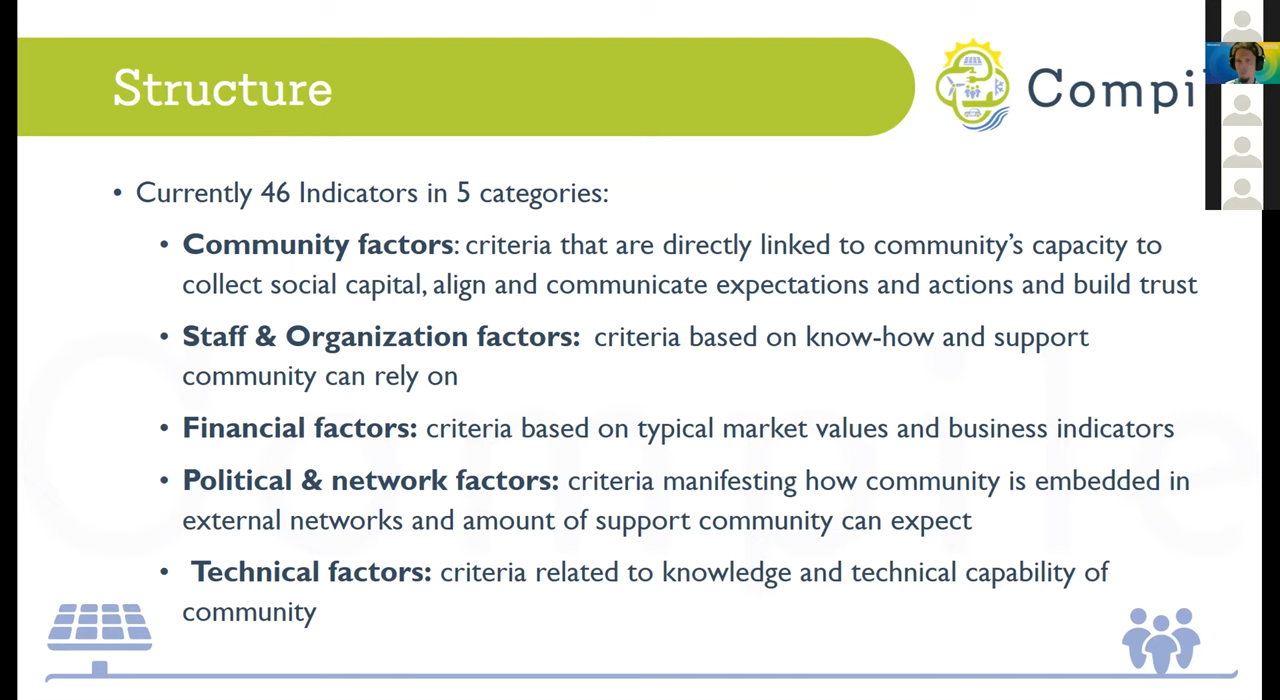 Structure
Compi
• Currently 46 Indicators in 5 categories:
• Community factors: criteria that are directly linked to community's capacity to
collect social capital, align and communicate expectations and actions and build trust
• Staff & Organization factors: criteria based on know-how and support
community can rely on
• Financial factors: criteria based on typical market values and business indicators
• Political & network factors: criteria manifesting how community is embedded in
external networks and amount of support community can expect
• Technical factors: criteria related to knowledge and technical capability of
community
Compile